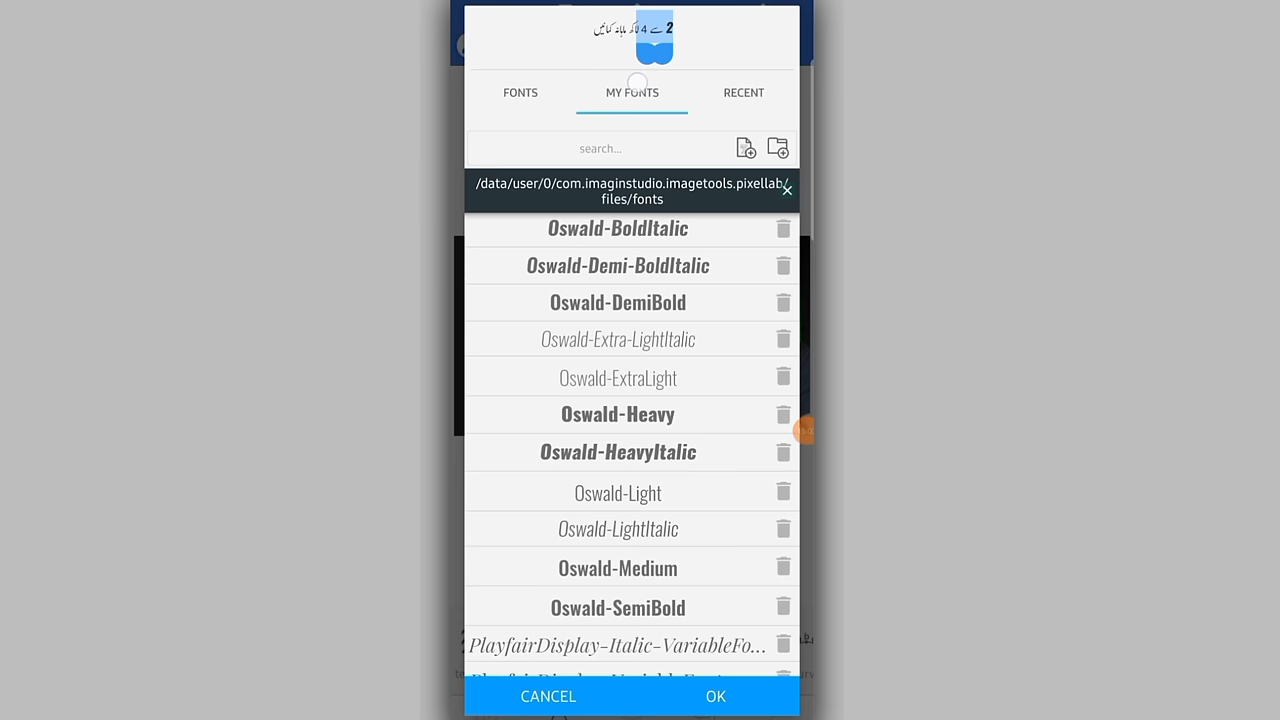 2 سے 4 لاکھ ماہانہ کمائیں
FONTS
MY FONTS
RECENT
search...
/data/user/0/com.imaginstudio.imagetools.pixellab/
files/fonts
Oswald-BoldItalic
Oswald-Demi-BoldItalic
Oswald-DemiBold
Oswald-Extra-LightItalic
Oswald-ExtraLight
Oswald-Heavy
Oswald-HeavyItalic
Oswald-Light
Oswald-LightItalic
Oswald-Medium
Oswald-SemiBold
PlayfairDisplay-Italic-VariableFo...
CANCEL
OK